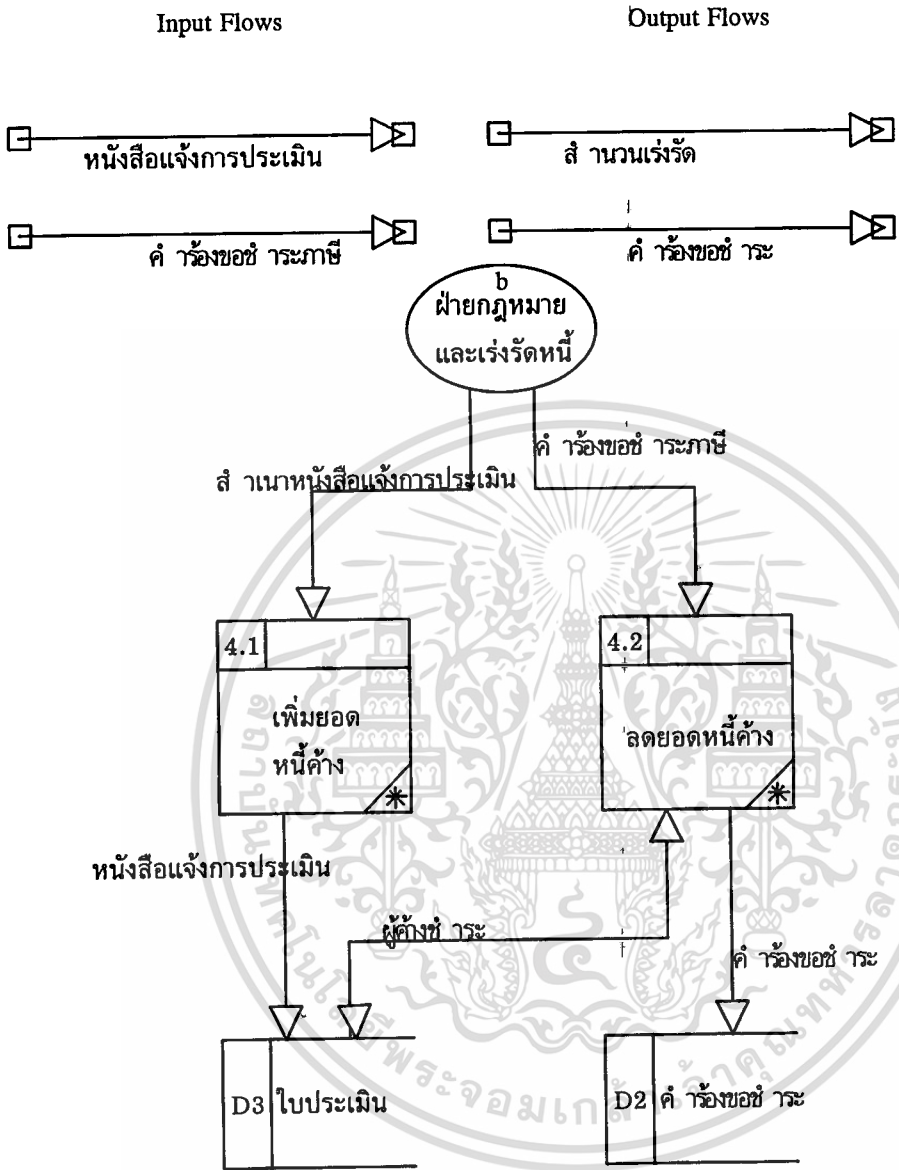 Input Flows
Output Flows
หนังสือแจ้งการประเมิน
สำนวนเร่งรัด
คำร้องขอชำระภาษี
คำร้องขอชำระ
b
ฝ่ายกฎหมาย
และเร่งรัดหนี้
คำร้องขอชำระภาษี
สำเนาหนังสือแจ้งการประเมิน
4.1
4.2
เพิ่มยอด
หนี้ค้าง
ลดยอดหนี้ค้าง
*
*
หนังสือแจ้งการประเมิน
ผู้ค้างชำระ
คำร้องขอชำระ
D3 ใบประเมิน
D2 คำร้องขอชำระ